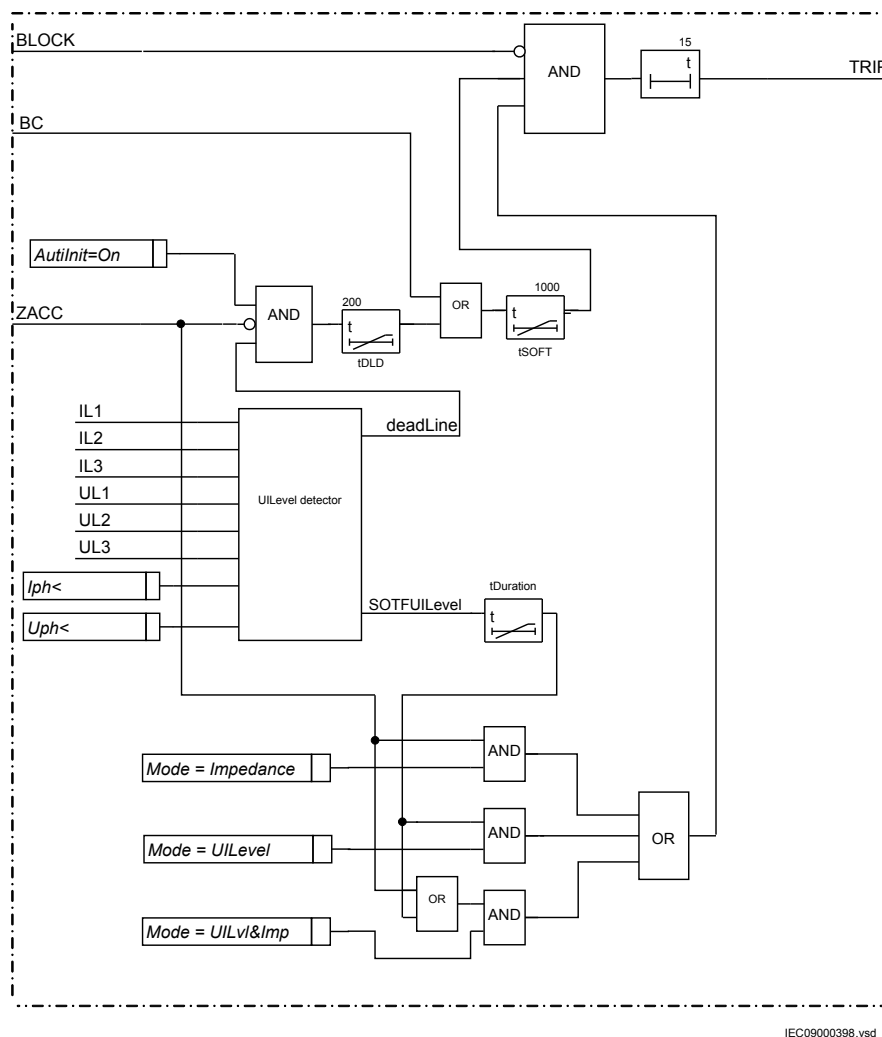 BLOCK
15
AND
t
TRIP
BC
AutiInit=On
1000
200
OR
AND
t
t
ZACC
tSOFT
tDLD
IL1
deadLine
IL2
IL3
UL1
UILevel detector
UL2
UL3
Iph<
tDuration
SOTFUILevel
t
Uph<
AND
Mode = Impedance
AND
OR
Mode = UILevel
OR
AND
Mode = UILvl&Imp
IEC09000398.vsd